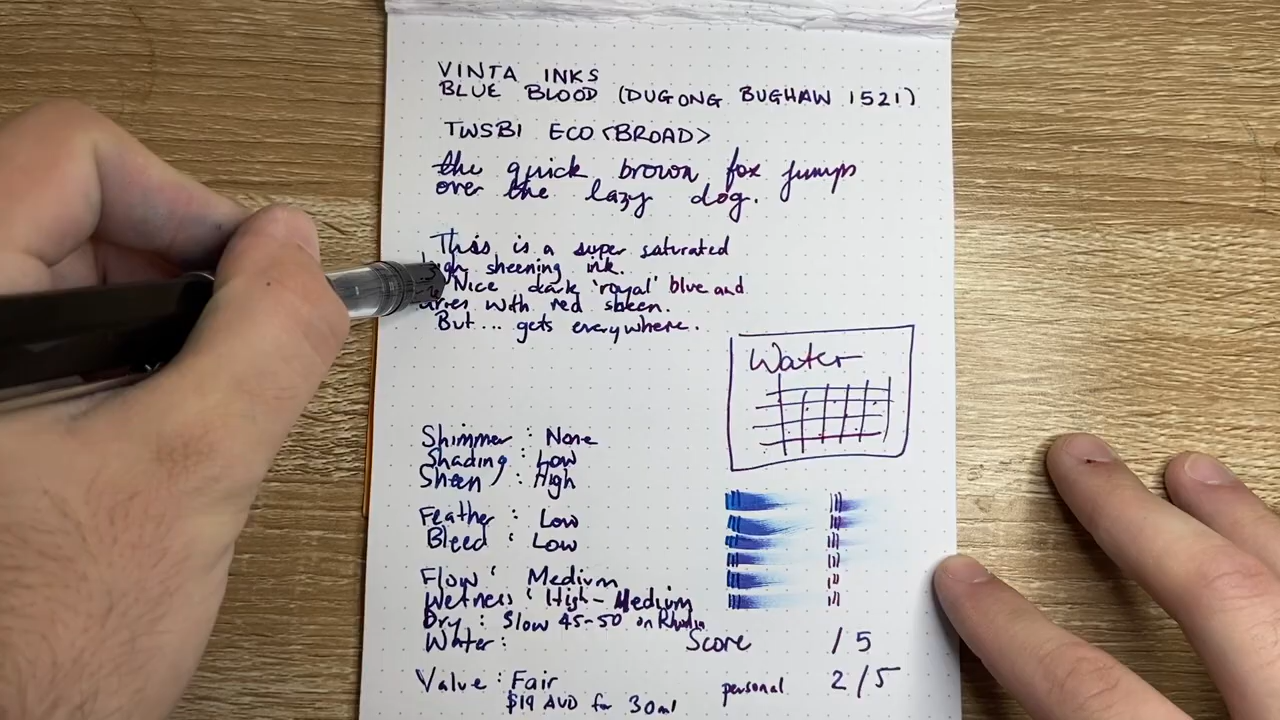 VINTA INKS
BLUE BLOOD (DUGONG BUGHAW 1521)
TWSBI ECO <BROAD>
the quick brown fox jumps
over the lazy dog.
This is a super saturated
high sheening ink.
Nice dark 'royal' blue and
with red sheen.
But... gets everywhere.
Water
Shimmer : None
Shading : Low
Sheen : High
Feather : Low
Bleed : Low
Flow : Medium
Wetness : High - Medium
Dry : Slow 45-50 on Rhodia
Water :
Score /5
Value : Fair
personal 2/5
$19 AUD for 30ml